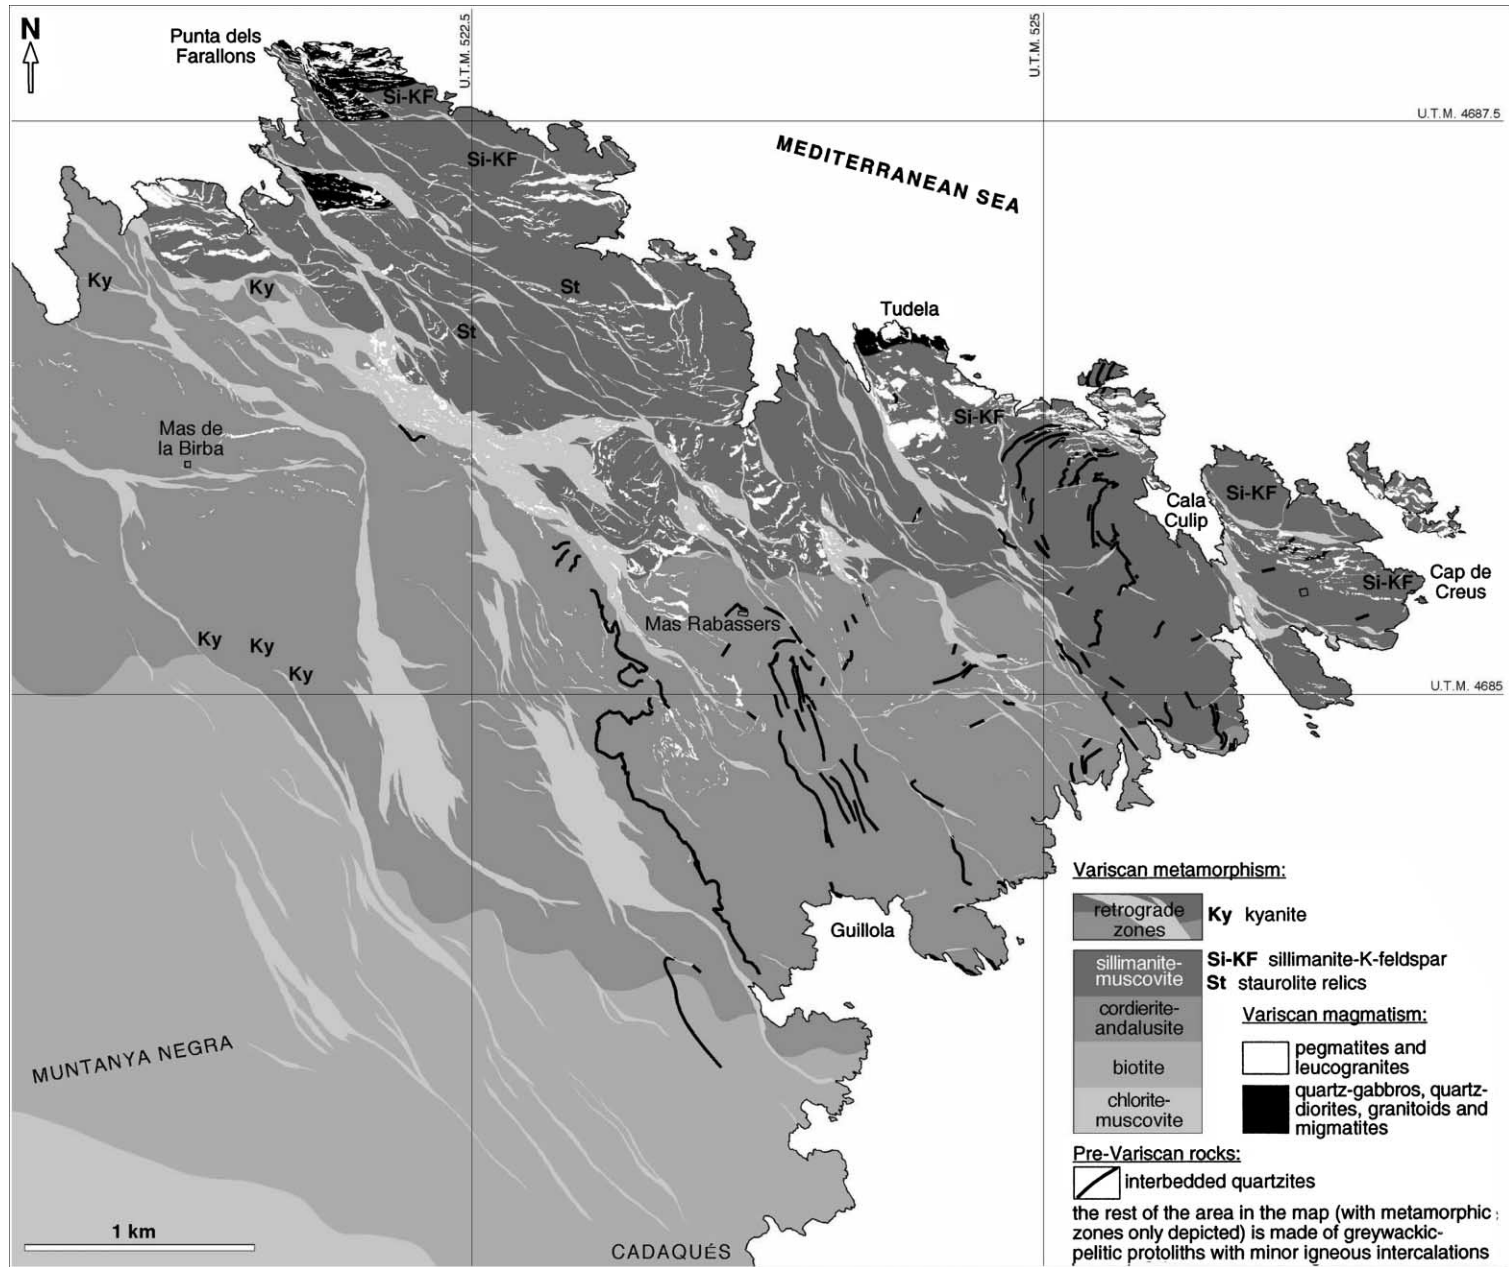 N
Punta dels
Farallons
U.T.M. 522.5
U.T.M. 525
Si-KF
U.T.M. 4687.5
Si-KF
MEDITERRANEAN SEA
Ky
Ky
St
St
Tudela
Si-KF
Mas de
la Birba
Si-KF
Cala
Culip
Si-KF
Cap de
Creus
Mas Rabassers
Ky
Ky
Ky
U.T.M. 4685
Guillola
MUNTANYA NEGRA
CADAQUÉS
1 km
Variscan metamorphism:
retrograde
zones
Ky kyanite
sillimanite-
muscovite
Si-KF sillimanite-K-feldspar
St staurolite relics
cordierite-
andalusite
biotite
chlorite-
muscovite
Variscan magmatism:
pegmatites and
leucogranites
quartz-gabbros, quartz-
diorites, granitoids and
migmatites
Pre-Variscan rocks:
interbedded quartzites
the rest of the area in the map (with metamorphic
zones only depicted) is made of greywackic-
pelitic protoliths with minor igneous intercalations